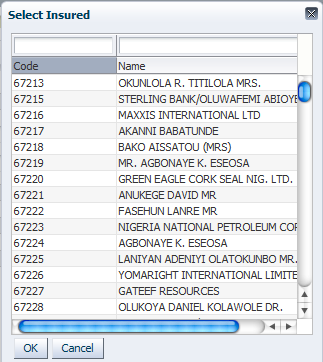 Select Insured
Code Name
67213 OKUNLOLA R. TITILOLA MRS.
67215 STERLING BANK/OLUWAFEMI ABIOYE
67216 MAXXIS INTERNATIONAL LTD
67217 AKANNI BABATUNDE
67218 BAKO AISSATOU (MRS)
67219 MR. AGBONAYE K. ESEOSA
67220 GREEN EAGLE CORK SEAL NIG. LTD.
67221 ANUKEGE DAVID MR
67222 FASEHUN LANRE MR
67223 NIGERIA NATIONAL PETROLEUM COR
67224 AGBONAYE K. ESEOSA
67225 LANIYAN ADENIYI OLATOKUNBO MR.
67226 YOMARIGHT INTERNATIONAL LIMITE
67227 GATEEF RESOURCES
67228 OLUKOYA DANIEL KOLAWOLE DR.
OK Cancel